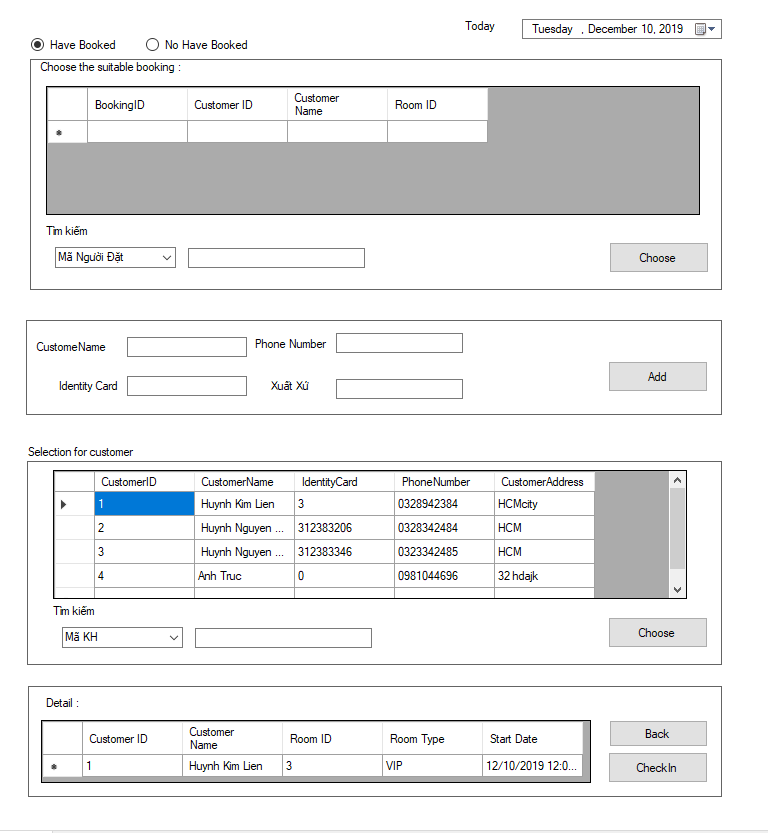 Today
Tuesday , December 10, 2019
Have Booked
No Have Booked
Choose the suitable booking :
BookingID Customer ID Customer Name Room ID
Tìm kiếm
Mã Người Đặt
Choose
CustomeName
Phone Number
Identity Card
Xuất Xứ
Add
Selection for customer
CustomerID CustomerName IdentityCard PhoneNumber CustomerAddress
1 Huynh Kim Lien 3 0328942384 HCMcity
2 Huynh Nguyen ... 312383206 0328342484 HCM
3 Huynh Nguyen ... 312383346 0323342485 HCM
4 Anh Truc 0 0981044696 32 hdajk
Tìm kiếm
Mã KH
Choose
Detail :
Customer ID Customer Name Room ID Room Type Start Date
1 Huynh Kim Lien 3 VIP 12/10/2019 12:0...
Back
CheckIn